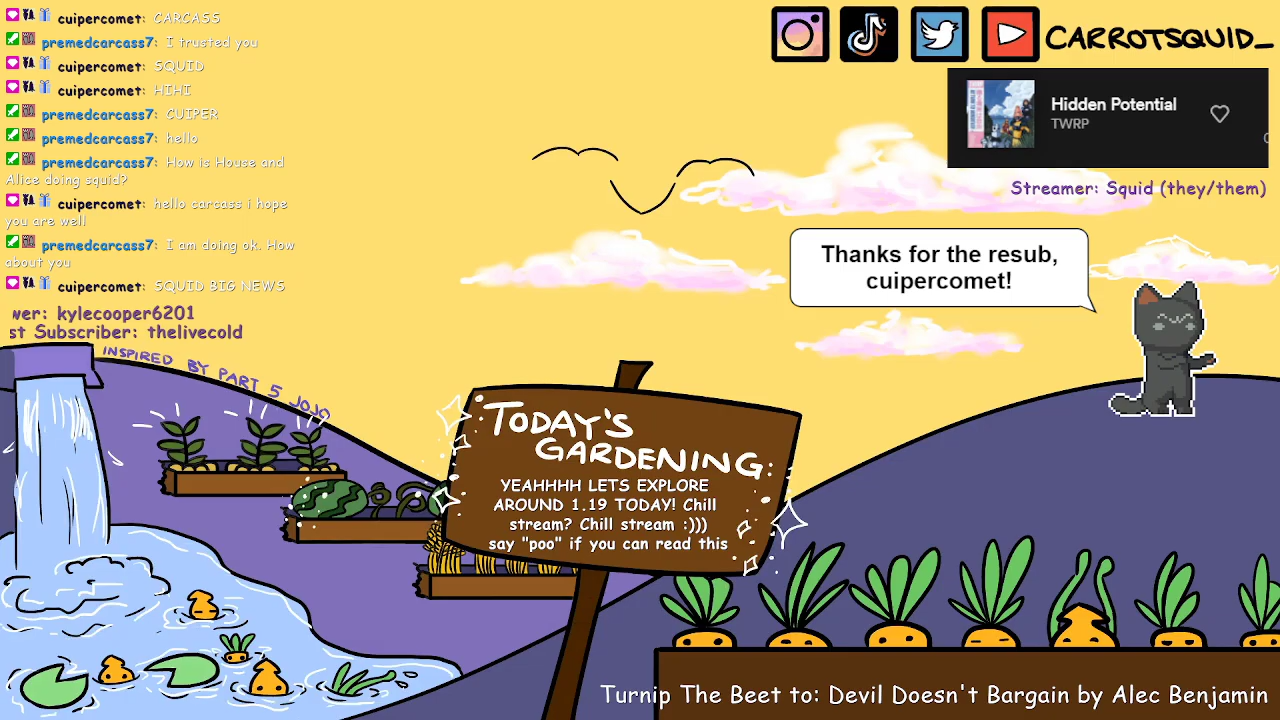 cuipercomet: CARCASS
premedcarcass7: I trusted you
cuipercomet: SQUID
cuipercomet: HIHI
premedcarcass7: CUIPER
premedcarcass7: hello
premedcarcass7: How is House and
Alice doing squid?
cuipercomet: hello carcass i hope
you are well
premedcarcass7: I am doing ok. How
about you
cuipercomet: SQUID BIG NEWS
wer: kylecooper6201
st Subscriber: thelivecold
INSPIRED BY PART 5 JOJO
CARROTSQUID_
Hidden Potential
TWRP
Streamer: Squid (they/them)
Thanks for the resub,
cuipercomet!
TODAY'S
GARDENING:
YEAHHHH LETS EXPLORE
AROUND 1.19 TODAY! Chill
stream? Chill stream :)))
say "poo" if you can read this
Turnip The Beet to: Devil Doesn't Bargain by Alec Benjamin